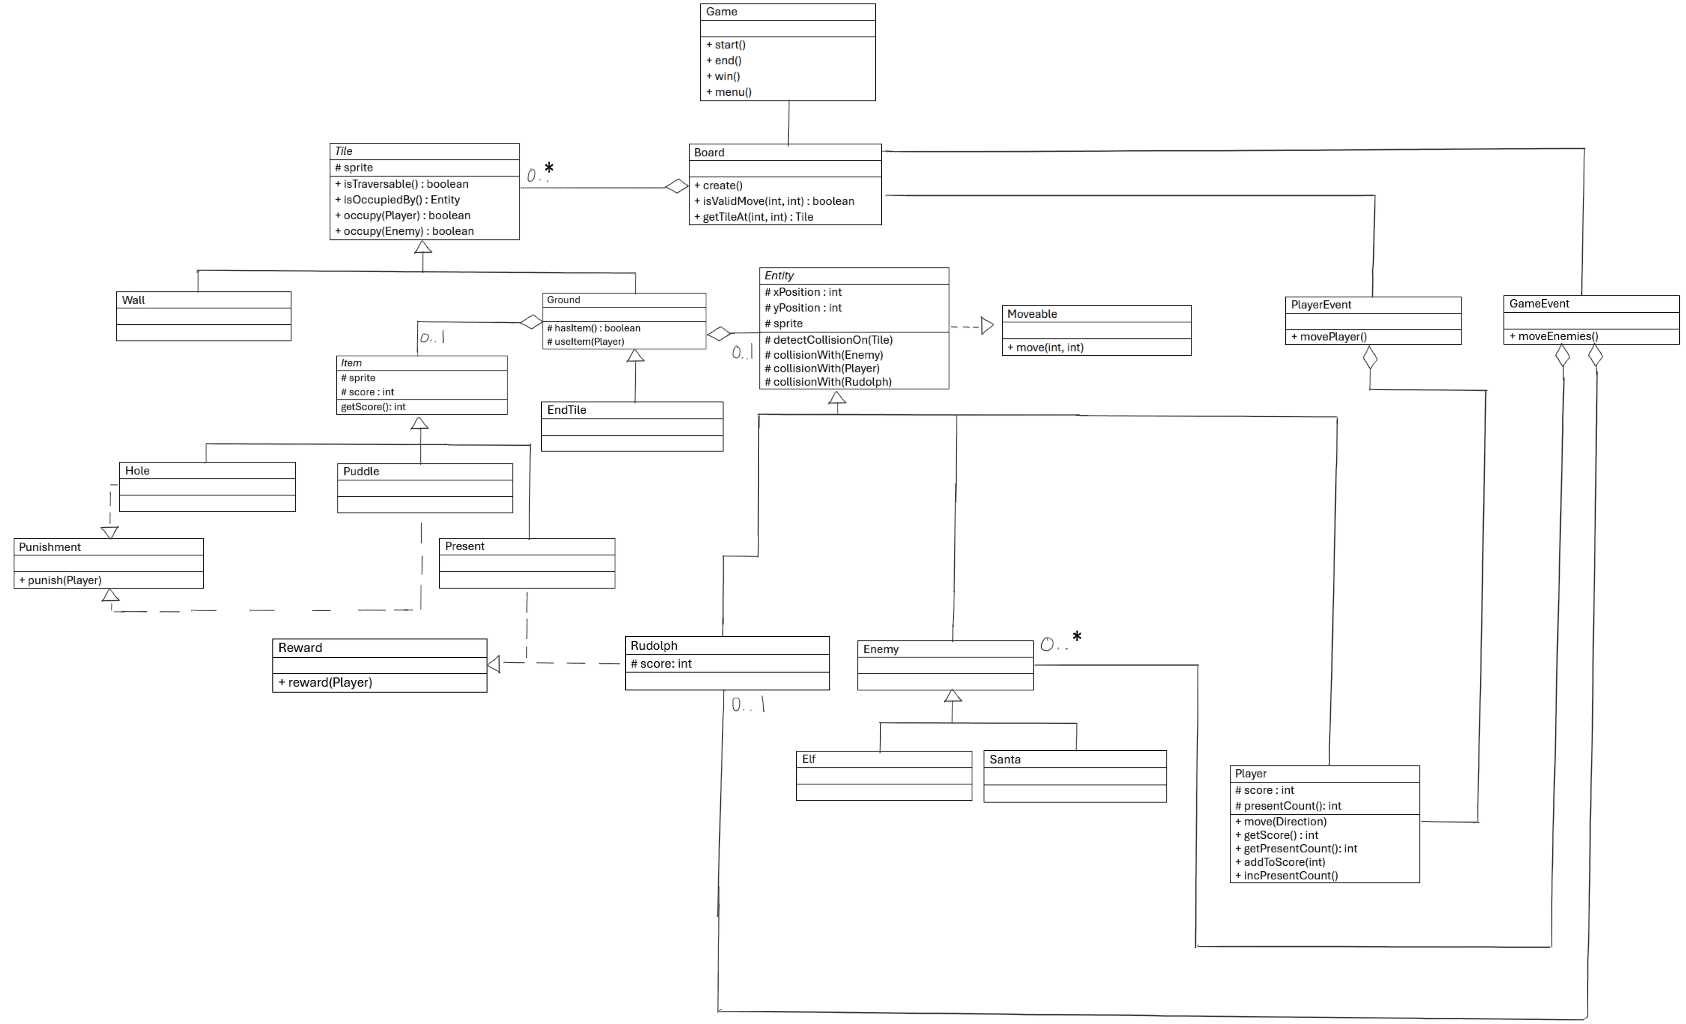 Game
+ start()
+ end()
+ win()
+ menu()
Tile
# sprite
+ isTraversable() : boolean
+ isOccupiedBy() : Entity
+ occupy(Player) : boolean
+ occupy(Enemy) : boolean
0..*
Board
+ create()
+ isValidMove(int, int) : boolean
+ getTileAt(int, int) : Tile
Wall
Ground
# hasItem() : boolean
# useItem(Player)
0..1
0..1
Entity
# xPosition : int
# yPosition : int
# sprite
# detectCollisionOn(Tile)
# collisionWith(Enemy)
# collisionWith(Player)
# collisionWith(Rudolph)
Moveable
+ move(int, int)
PlayerEvent
+ movePlayer()
GameEvent
+ moveEnemies()
Item
# sprite
# score : int
getScore(): int
EndTile
Hole
Puddle
Punishment
+ punish(Player)
Present
Reward
+ reward(Player)
Rudolph
# score: int
0..1
Enemy
0..*
Elf
Santa
Player
# score : int
# presentCount(): int
+ move(Direction)
+ getScore() : int
+ getPresentCount(): int
+ addToScore(int)
+ incPresentCount()